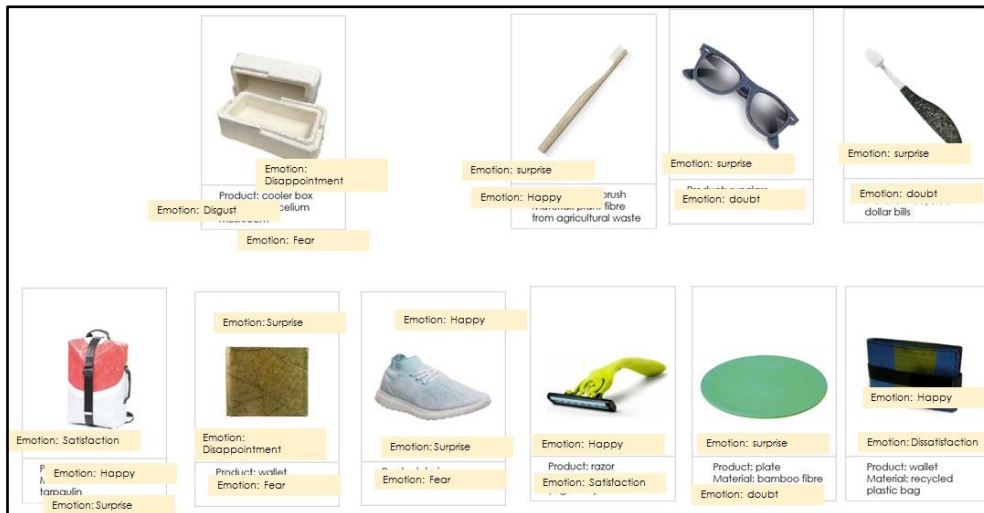 Emotion:
Disappointment
Product: cooler box
Emotion: Disgust
Emotion: Fear
Emotion: surprise
Emotion: Happy
from agricultural waste
Emotion: surprise
Emotion: doubt
Emotion: surprise
Emotion: doubt
dollar bills
Emotion: Satisfaction
Emotion: Happy
tarpaulin
Emotion: Surprise
Emotion: Surprise
Emotion:
Disappointment
Product: wallet
Emotion: Fear
Emotion: Happy
Emotion: Surprise
Emotion: Fear
Emotion: Happy
Product: razor
Emotion: Satisfaction
Emotion: surprise
Product: plate
Material: bamboo fibre
Emotion: doubt
Emotion: Happy
Emotion: Dissatisfaction
Product: wallet
Material: recycled
plastic bag